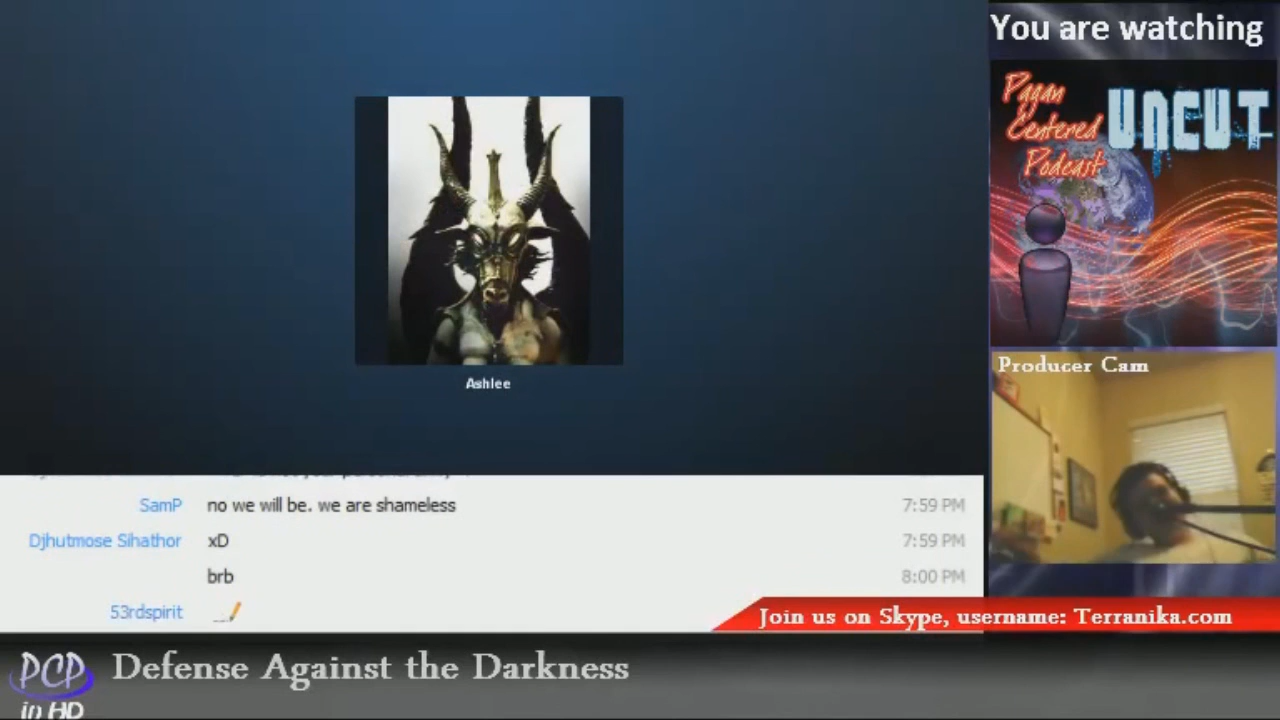 You are watching
Pagan
Centered
Podcast
UNCUT
Producer Cam
Ashlee
SamP no we will be. we are shameless 7:59 PM
Djhutmose Sihathor xD 7:59 PM
brb 8:00 PM
53rdspirit
Join us on Skype, username: Terranika.com
PCP
in HD
Defense Against the Darkness